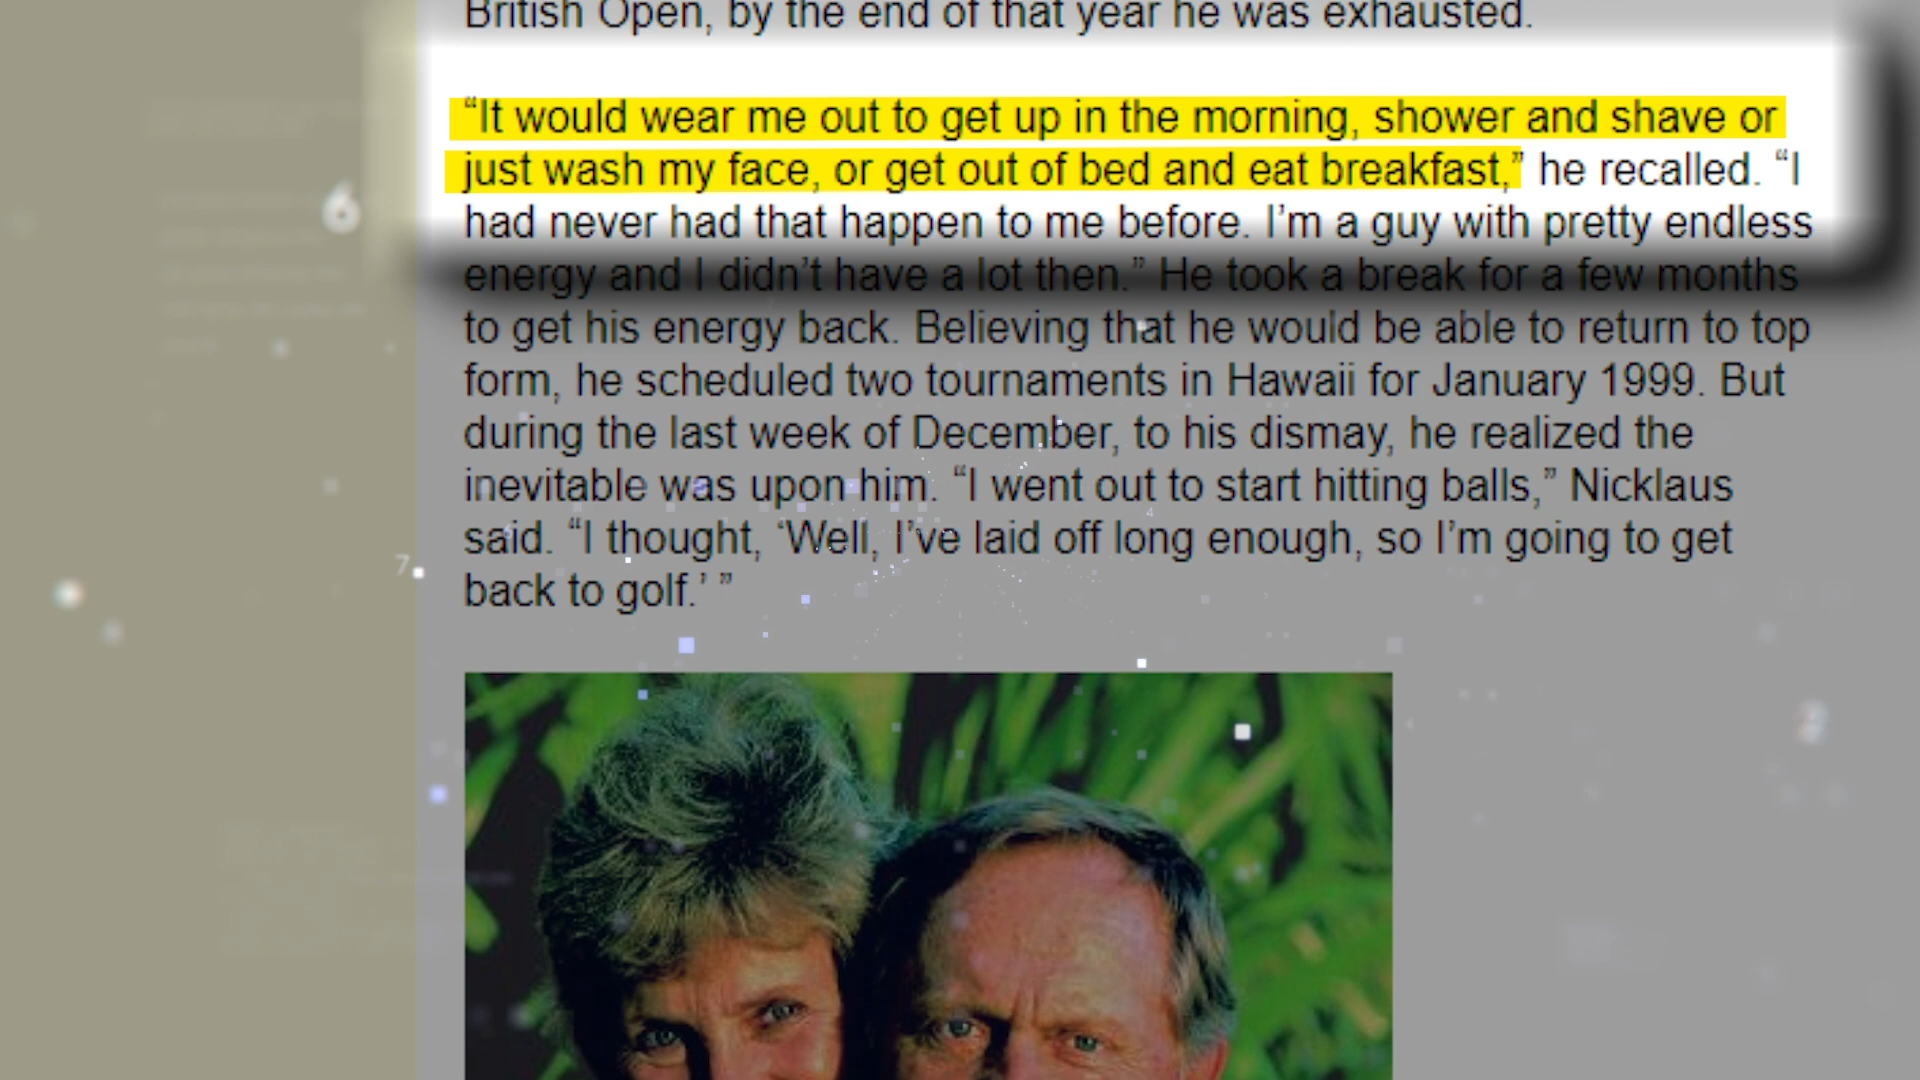 British Open, by the end of that year he was exhausted.
“It would wear me out to get up in the morning, shower and shave or
just wash my face, or get out of bed and eat breakfast,” he recalled. “I
had never had that happen to me before. I’m a guy with pretty endless
energy and I didn’t have a lot then.” He took a break for a few months
to get his energy back. Believing that he would be able to return to top
form, he scheduled two tournaments in Hawaii for January 1999. But
during the last week of December, to his dismay, he realized the
inevitable was upon him. “I went out to start hitting balls,” Nicklaus
said. “I thought, ‘Well, I’ve laid off long enough, so I’m going to get
back to golf.’ ”
6
7